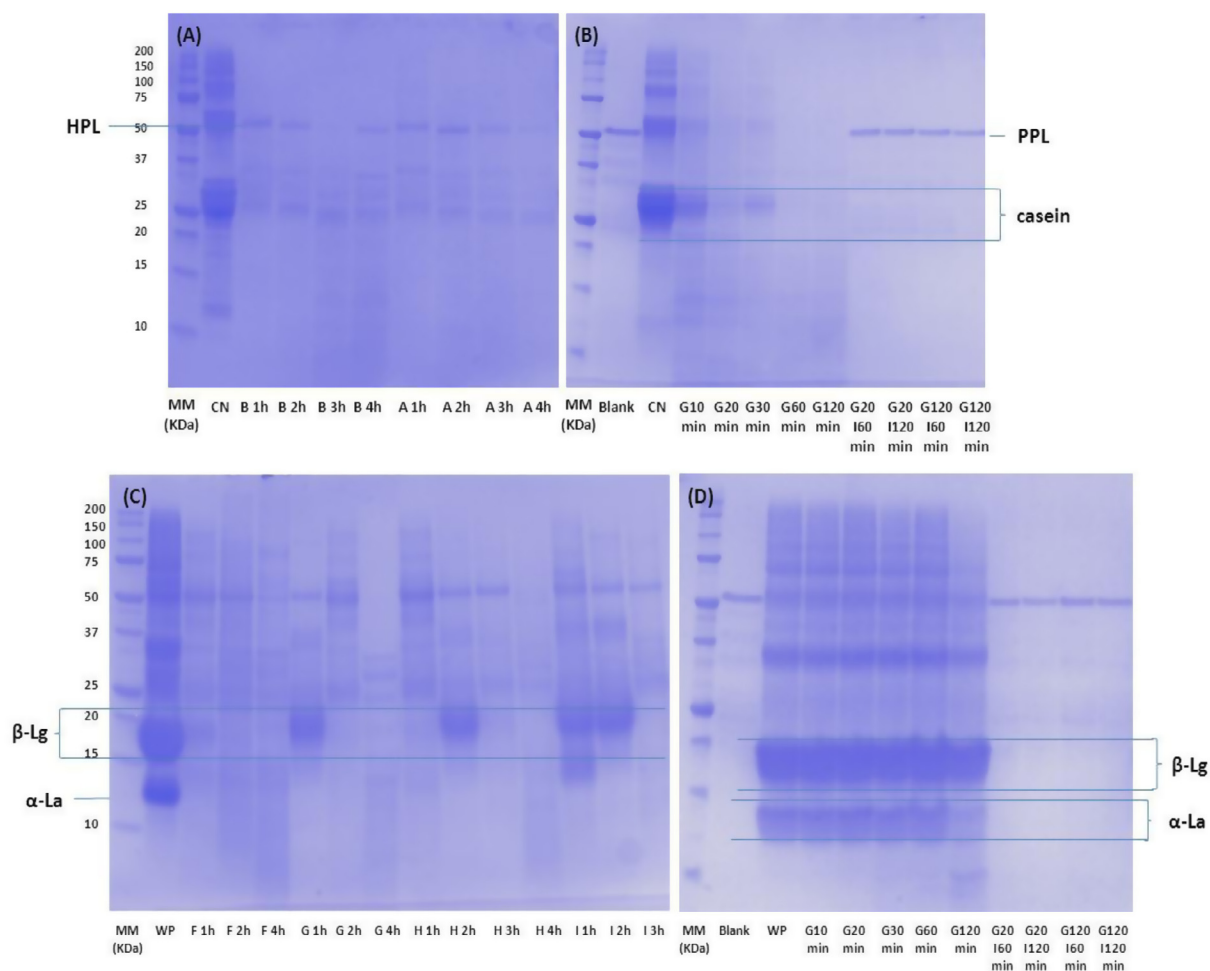 (A)
(B)
200
150
100
75
HPL
50
PPL
37
25
casein
20
15
10
MM CN B 1h B 2h B 3h B 4h A 1h A 2h A 3h A 4h
(KDa)
MM Blank CN G10 G20 G30 G60 G120 G20 G20 G120 G120
(KDa) min min min min min I60 I120 I60 I120
min min min min
(C)
(D)
200
150
100
75
50
37
25
20
β-Lg
15
β-Lg
α-La
α-La
10
MM WP F 1h F 2h F 4h G 1h G 2h G 4h H 1h H 2h H 3h H 4h I 1h I 2h I 3h
(KDa)
MM Blank WP G10 G20 G30 G60 G120 G20 G20 G120 G120
(KDa) min min min min min I60 I120 I60 I120
min min min min